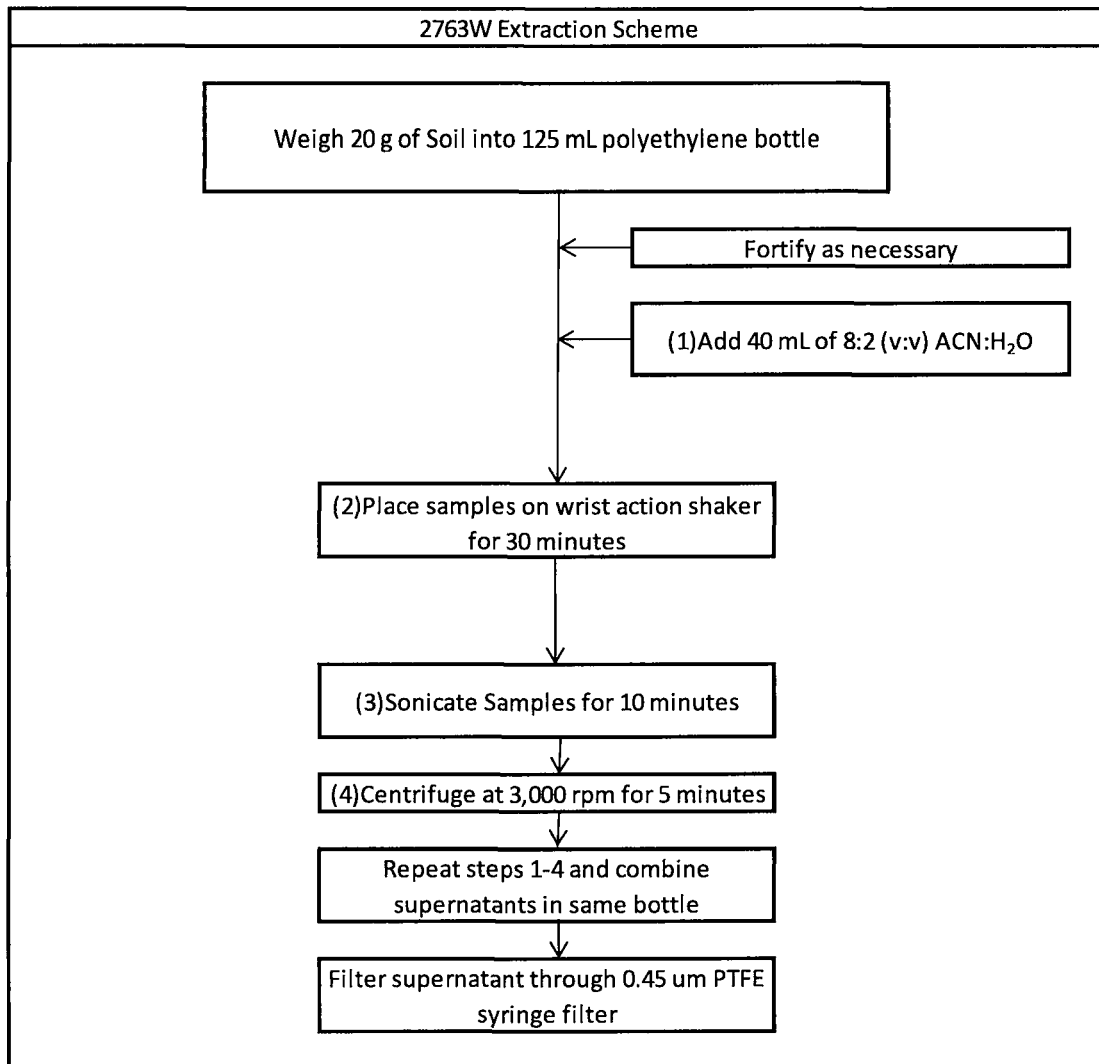 2763W Extraction Scheme
Weigh 20 g of Soil into 125 mL polyethylene bottle
Fortify as necessary
(1)Add 40 mL of 8:2 (v:v) ACN:H₂O
(2)Place samples on wrist action shaker
for 30 minutes
(3)Sonicate Samples for 10 minutes
(4)Centrifuge at 3,000 rpm for 5 minutes
Repeat steps 1-4 and combine
supernatants in same bottle
Filter supernatant through 0.45 um PTFE
syringe filter